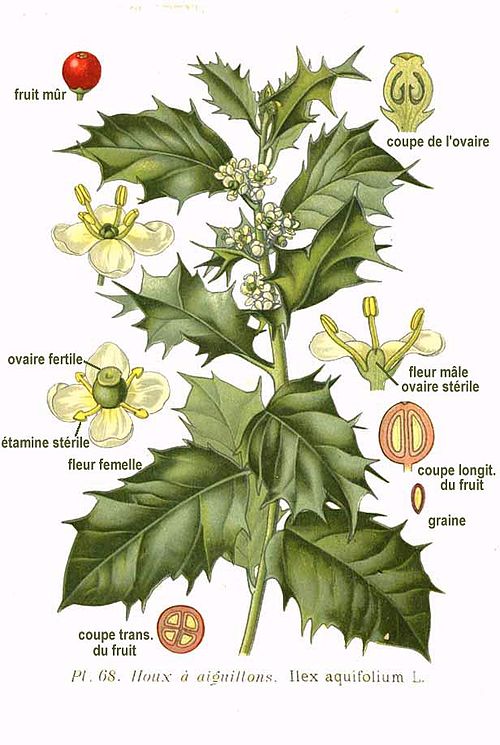 fruit mûr
coupe de l'ovaire
ovaire fertile
fleur mâle
ovaire stérile
étamine stérile
fleur femelle
coupe longit.
du fruit
graine
coupe trans.
du fruit
Pl. 68. Houx à aiguillons. Ilex aquifolium L.